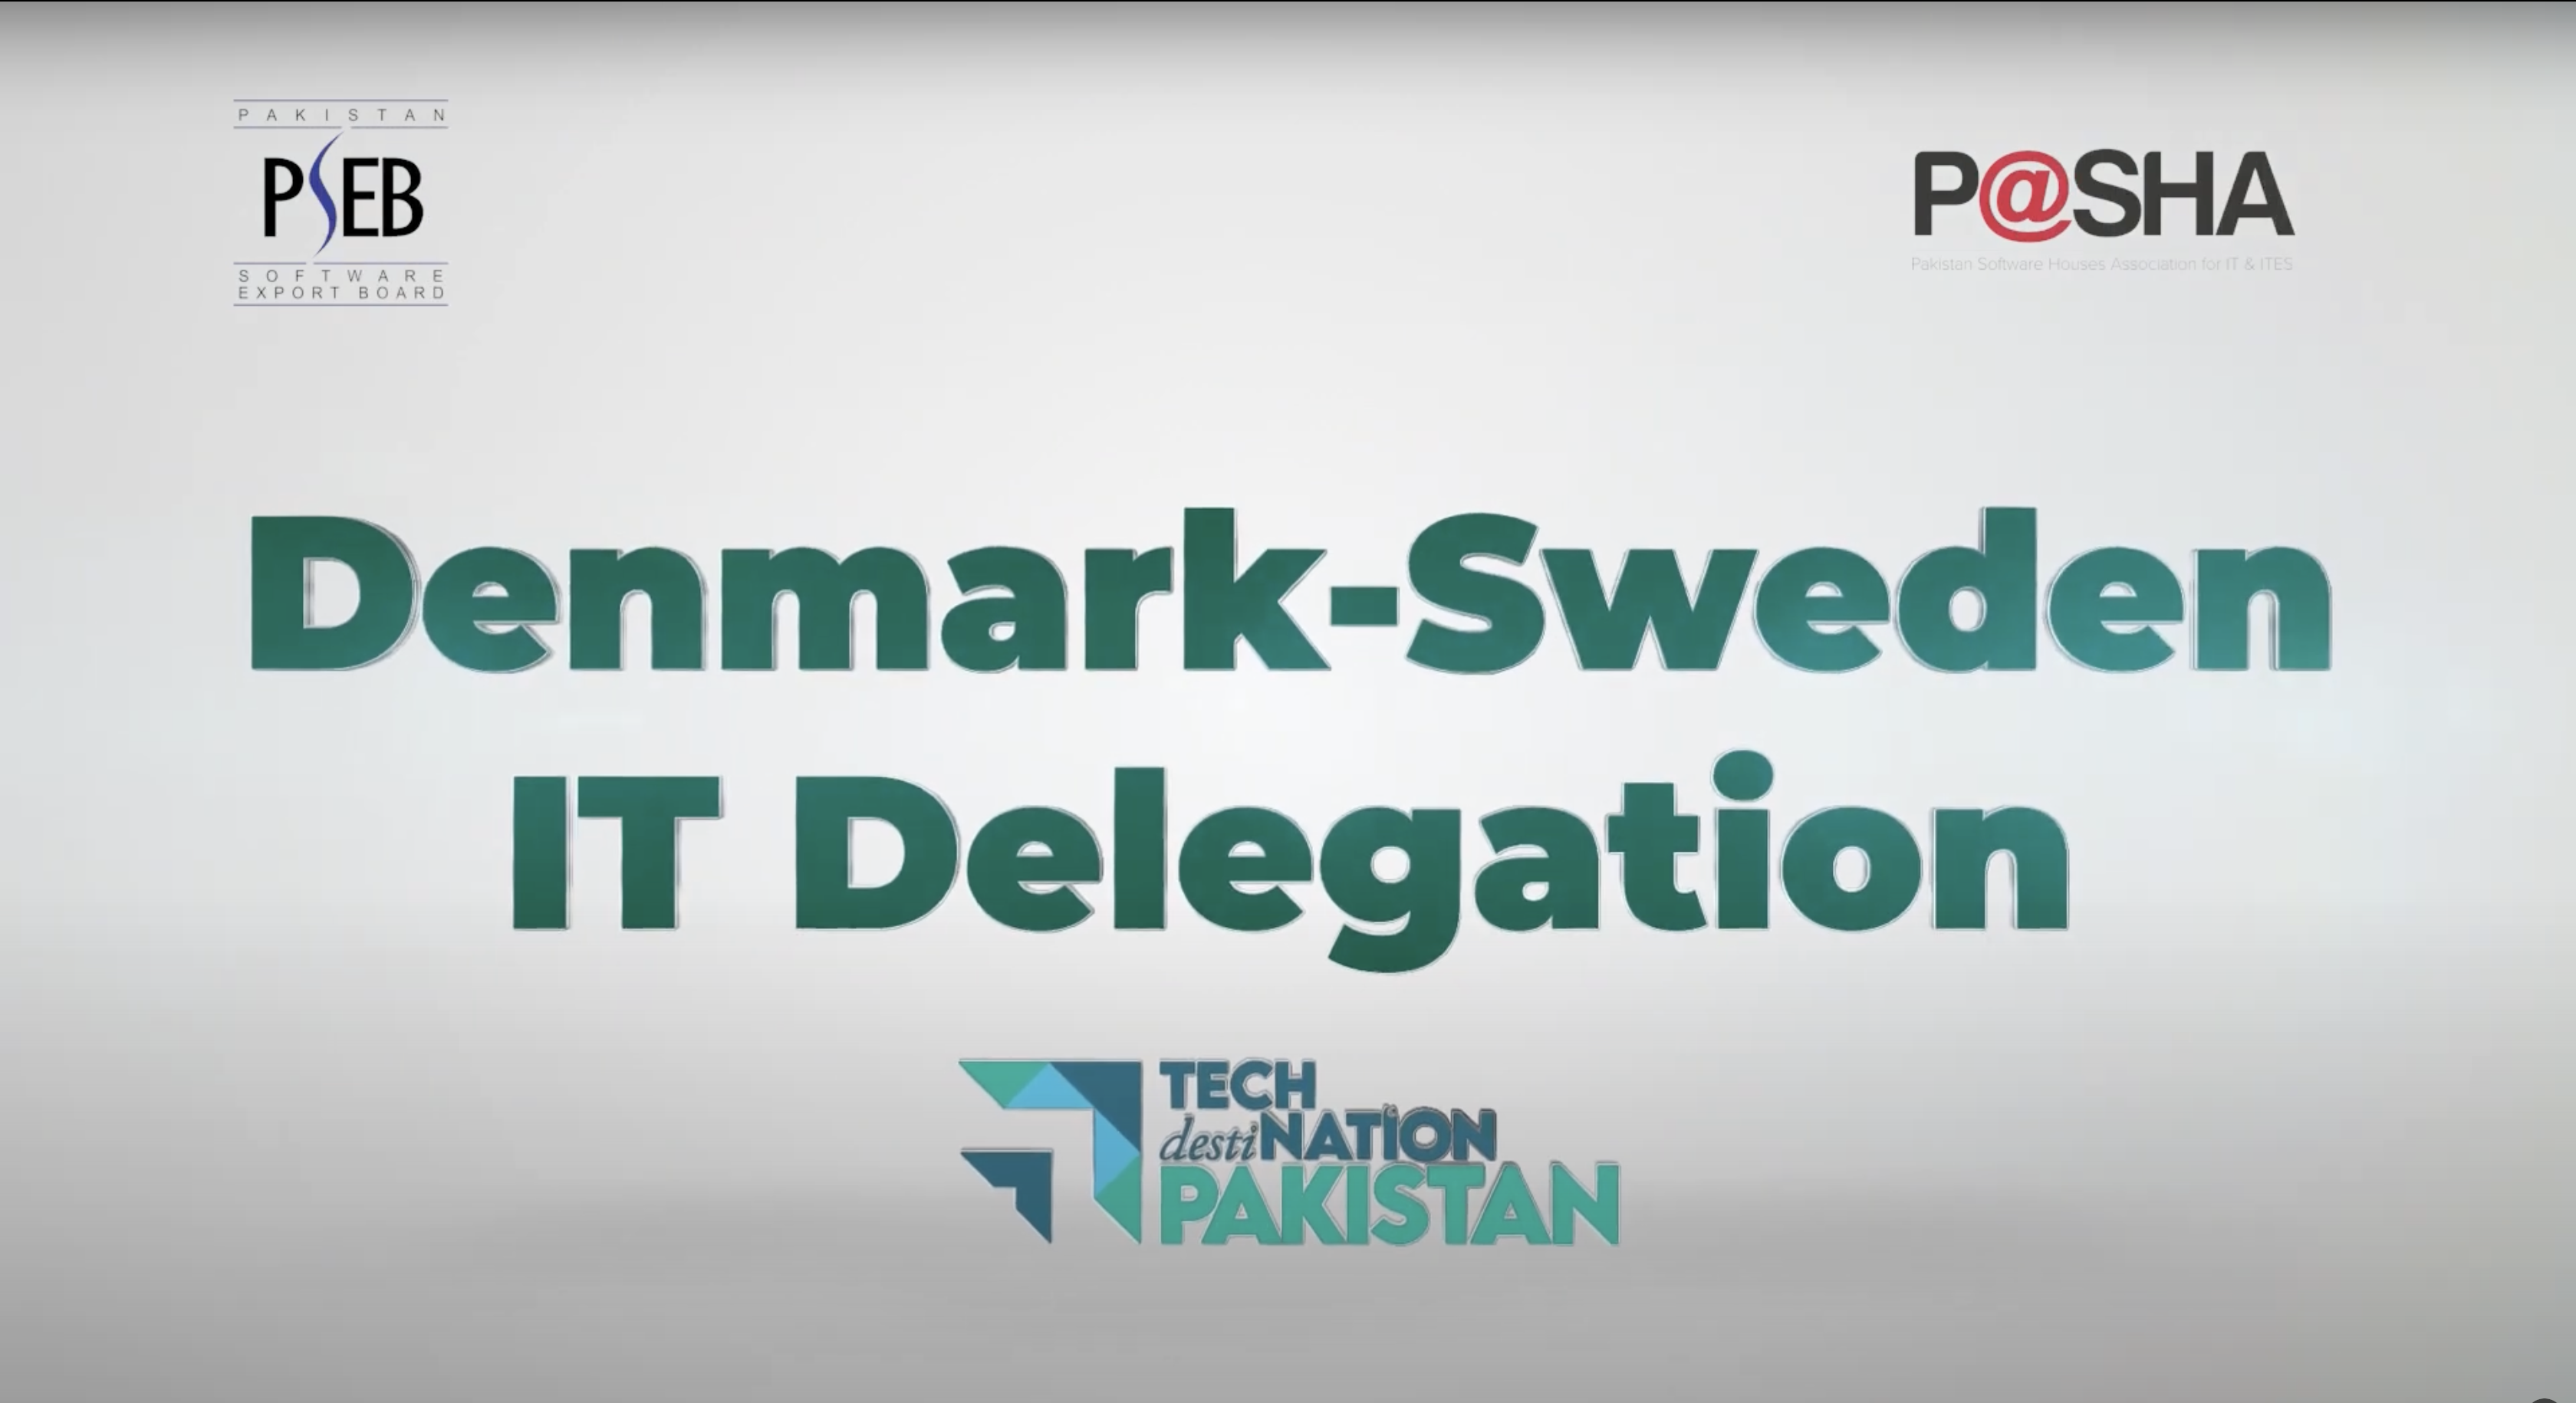 PAKISTAN
PSEB
SOFTWARE
EXPORT BOARD
P@SHA
Pakistan Software Houses Association for IT & ITES
Denmark-Sweden
IT Delegation
TECH
destiNATION
PAKISTAN